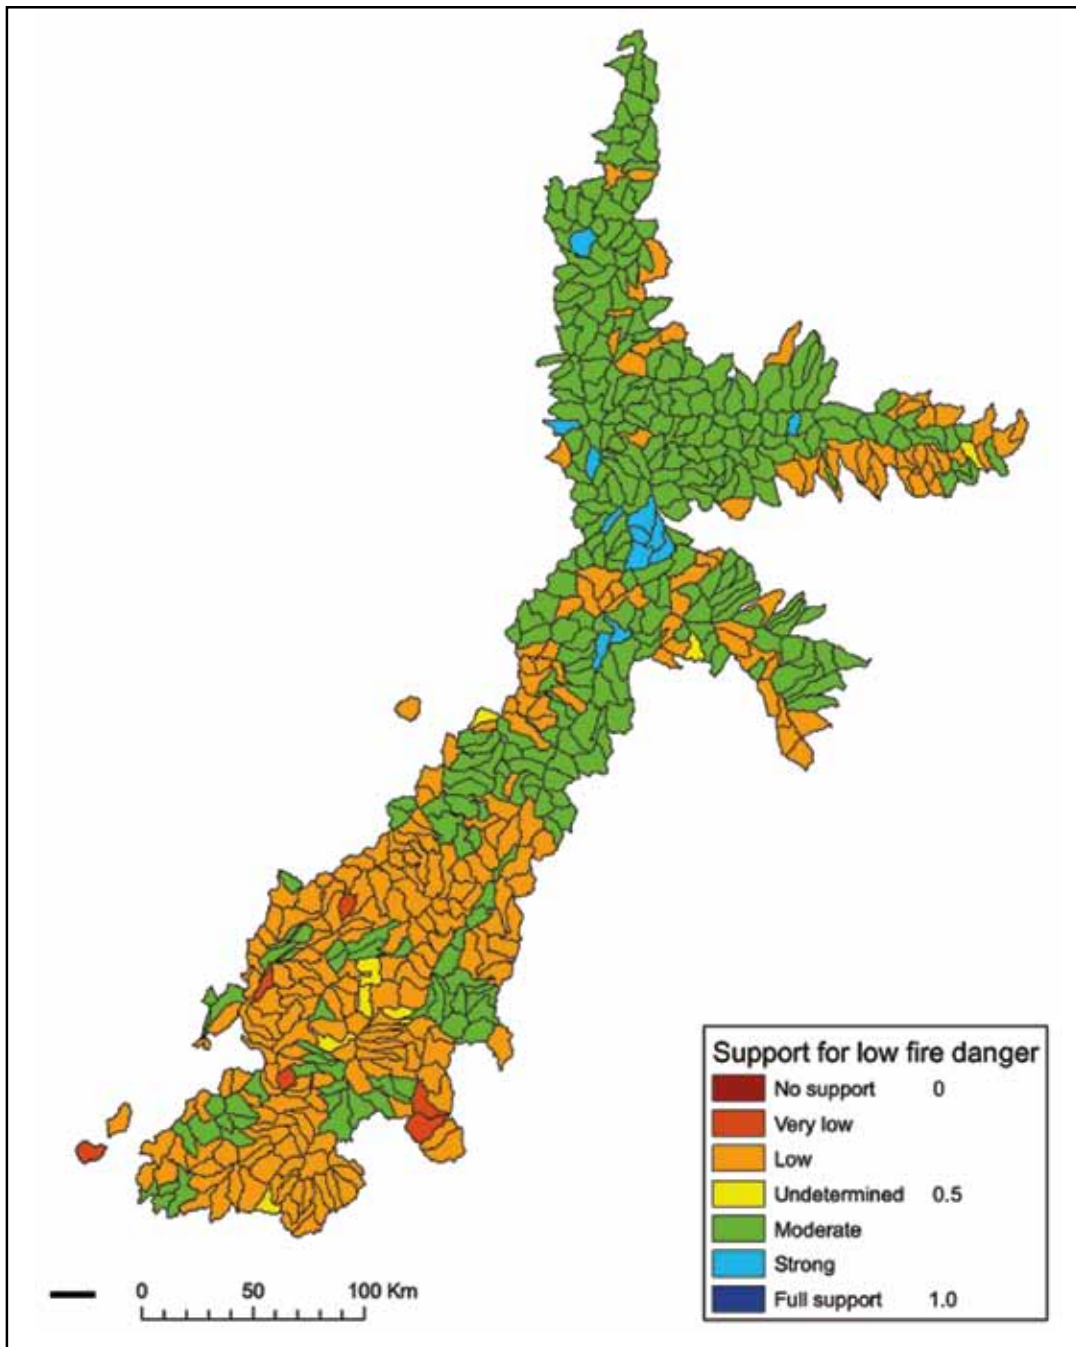 Support for low fire danger
No support 0
Very low
Low
Undetermined 0.5
Moderate
Strong
Full support 1.0
0 50 100 Km